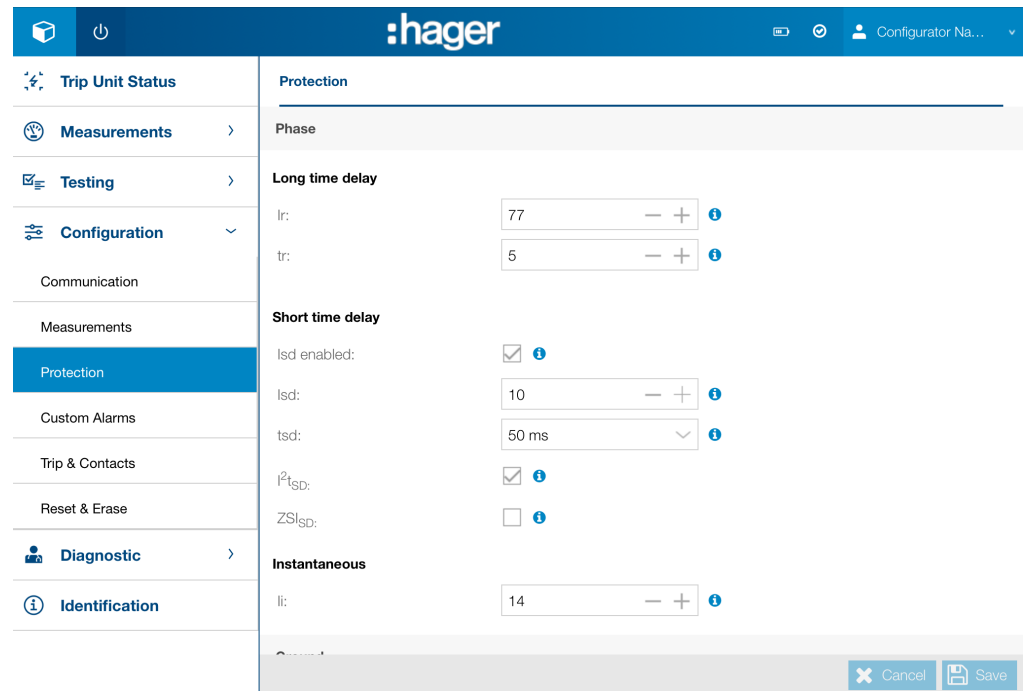 :hager
Configurator Na...
Trip Unit Status
Measurements
Testing
Configuration
Communication
Measurements
Protection
Custom Alarms
Trip & Contacts
Reset & Erase
Diagnostic
Identification
Protection
Phase
Long time delay
Ir: 77
tr: 5
Short time delay
Isd enabled:
Isd: 10
tsd: 50 ms
I²tSD:
ZSISD:
Instantaneous
Ii: 14
Cancel Save